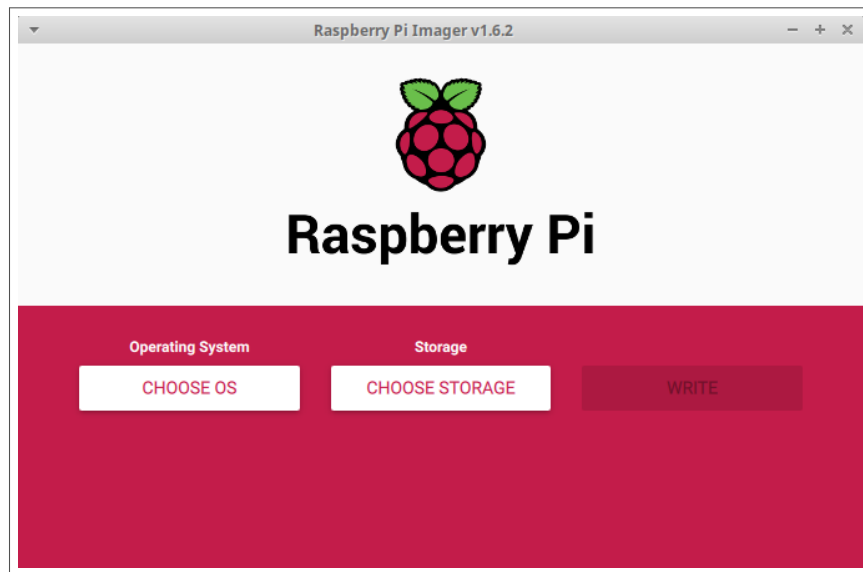 Raspberry Pi Imager v1.6.2
Raspberry Pi
Operating System
Storage
CHOOSE OS
CHOOSE STORAGE
WRITE